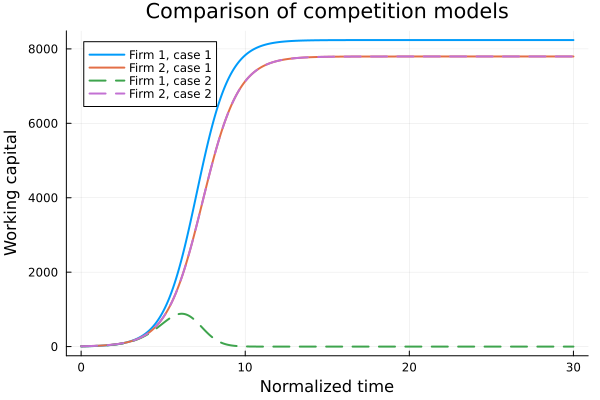 Comparison of competition models
Working capital
8000
6000
4000
2000
0
Firm 1, case 1
Firm 2, case 1
Firm 1, case 2
Firm 2, case 2
0 10 20 30
Normalized time